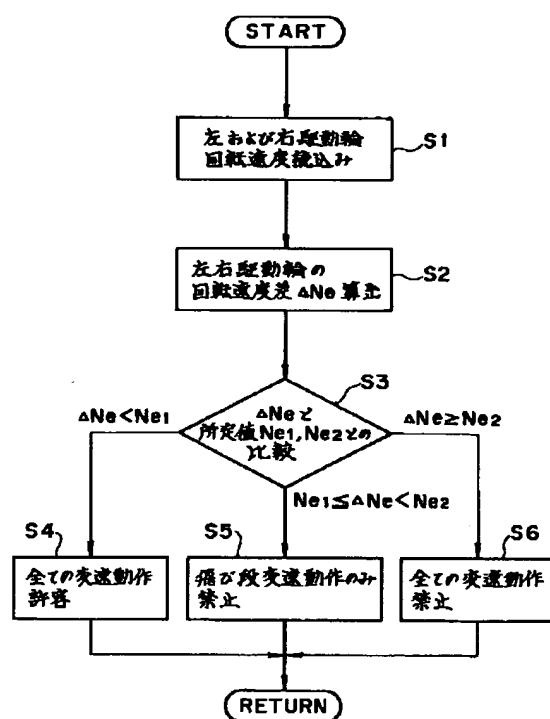 START
左および右駆動輪
回転速度読込み
S1
左右駆動輪の
回転速度差 ΔNe 算出
S2
S3
ΔNe<Ne1
ΔNeと
所定値Ne1,Ne2との
比較
ΔNe≥Ne2
Ne1≤ΔNe<Ne2
S4
全ての変速動作
許容
S5
飛び段変速動作のみ
禁止
S6
全ての変速動作
禁止
RETURN